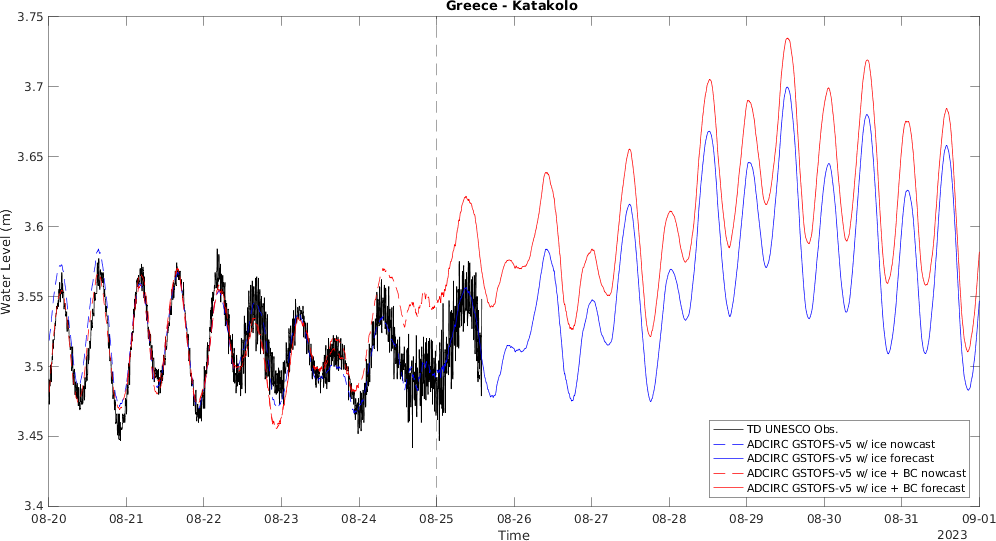 Greece - Katakolo
3.75
3.7
3.65
3.6
3.55
3.5
3.45
3.4
Water Level (m)
08-20 08-21 08-22 08-23 08-24 08-25 08-26 08-27 08-28 08-29 08-30 08-31 09-01
Time
2023
TD UNESCO Obs.
ADCIRC GSTOFS-v5 w/ ice nowcast
ADCIRC GSTOFS-v5 w/ ice forecast
ADCIRC GSTOFS-v5 w/ ice + BC nowcast
ADCIRC GSTOFS-v5 w/ ice + BC forecast